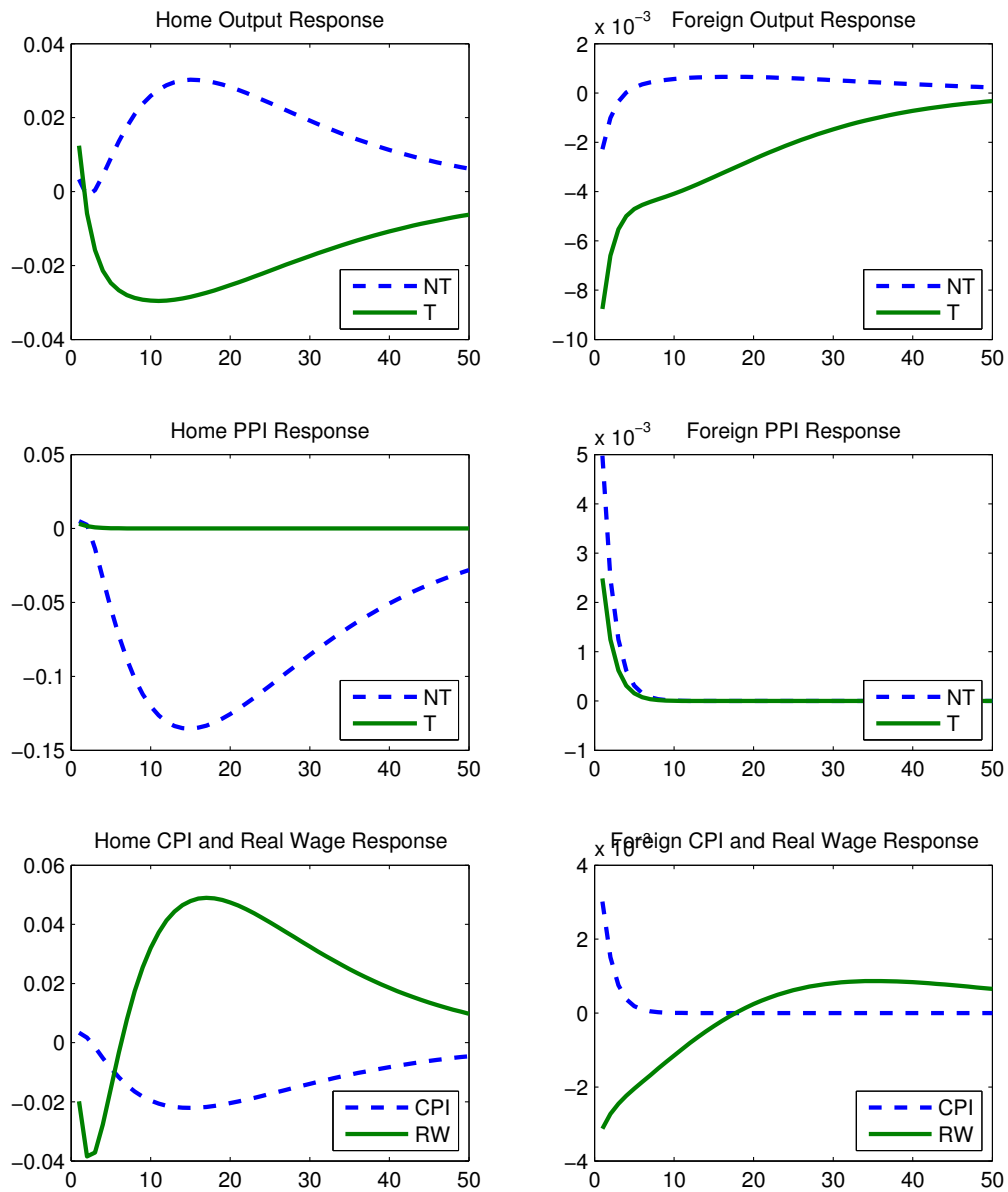 Home Output Response
0.04
0.02
0
−0.02
−0.04
0 10 20 30 40 50
NT
T
Foreign Output Response
x 10⁻³
2
0
−2
−4
−6
−8
−10
0 10 20 30 40 50
NT
T
Home PPI Response
0.05
0
−0.05
−0.1
−0.15
0 10 20 30 40 50
NT
T
Foreign PPI Response
x 10⁻³
5
4
3
2
1
0
−1
0 10 20 30 40 50
NT
T
Home CPI and Real Wage Response
0.06
0.04
0.02
0
−0.02
−0.04
0 10 20 30 40 50
CPI
RW
Foreign CPI and Real Wage Response
x 10⁻³
4
2
0
−2
−4
0 10 20 30 40 50
CPI
RW